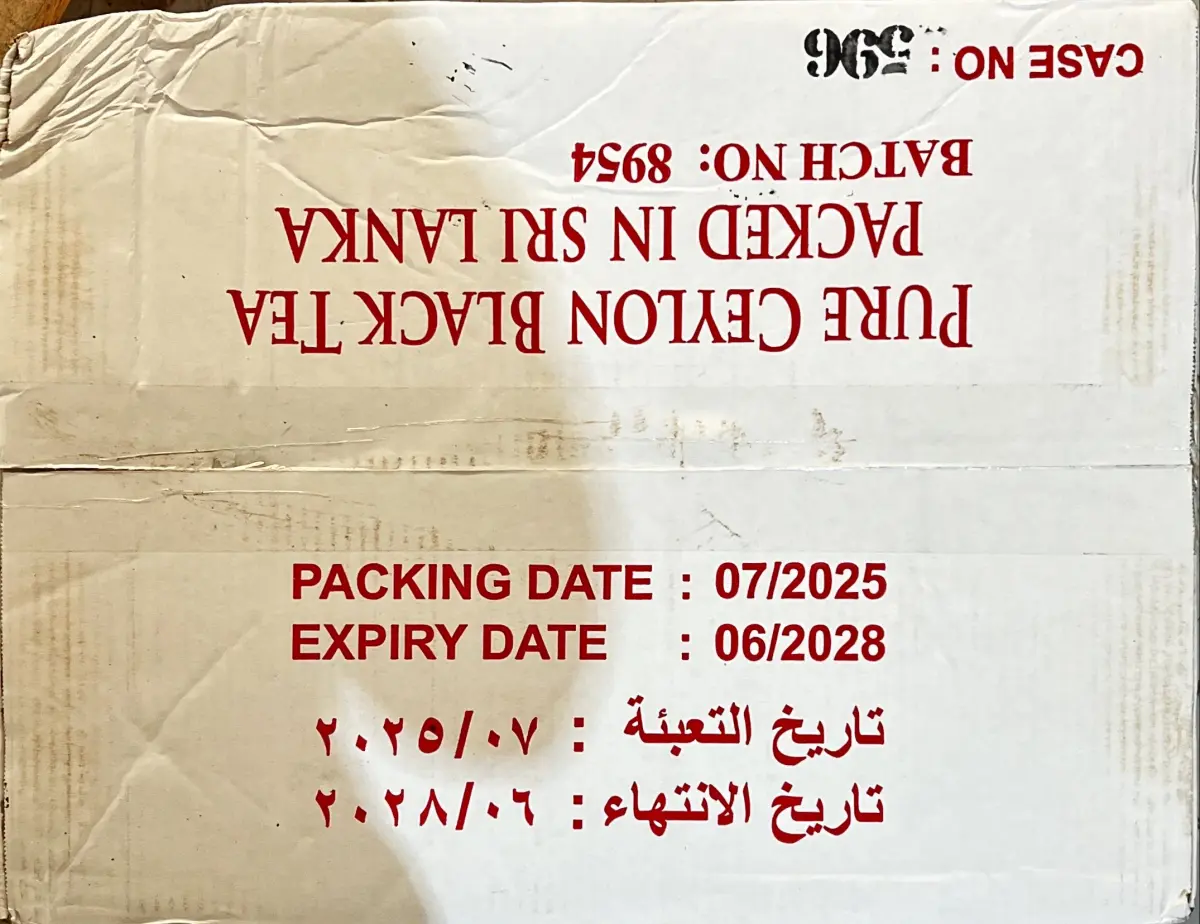 PURE CEYLON BLACK TEA
PACKED IN SRI LANKA
BATCH NO: 8954
CASE NO : 596
PACKING DATE : 07/2025
EXPIRY DATE : 06/2028
تاريخ التعبئة : ٢٠٢٥/٠٧
تاريخ الانتهاء : ٢٠٢٨/٠٦